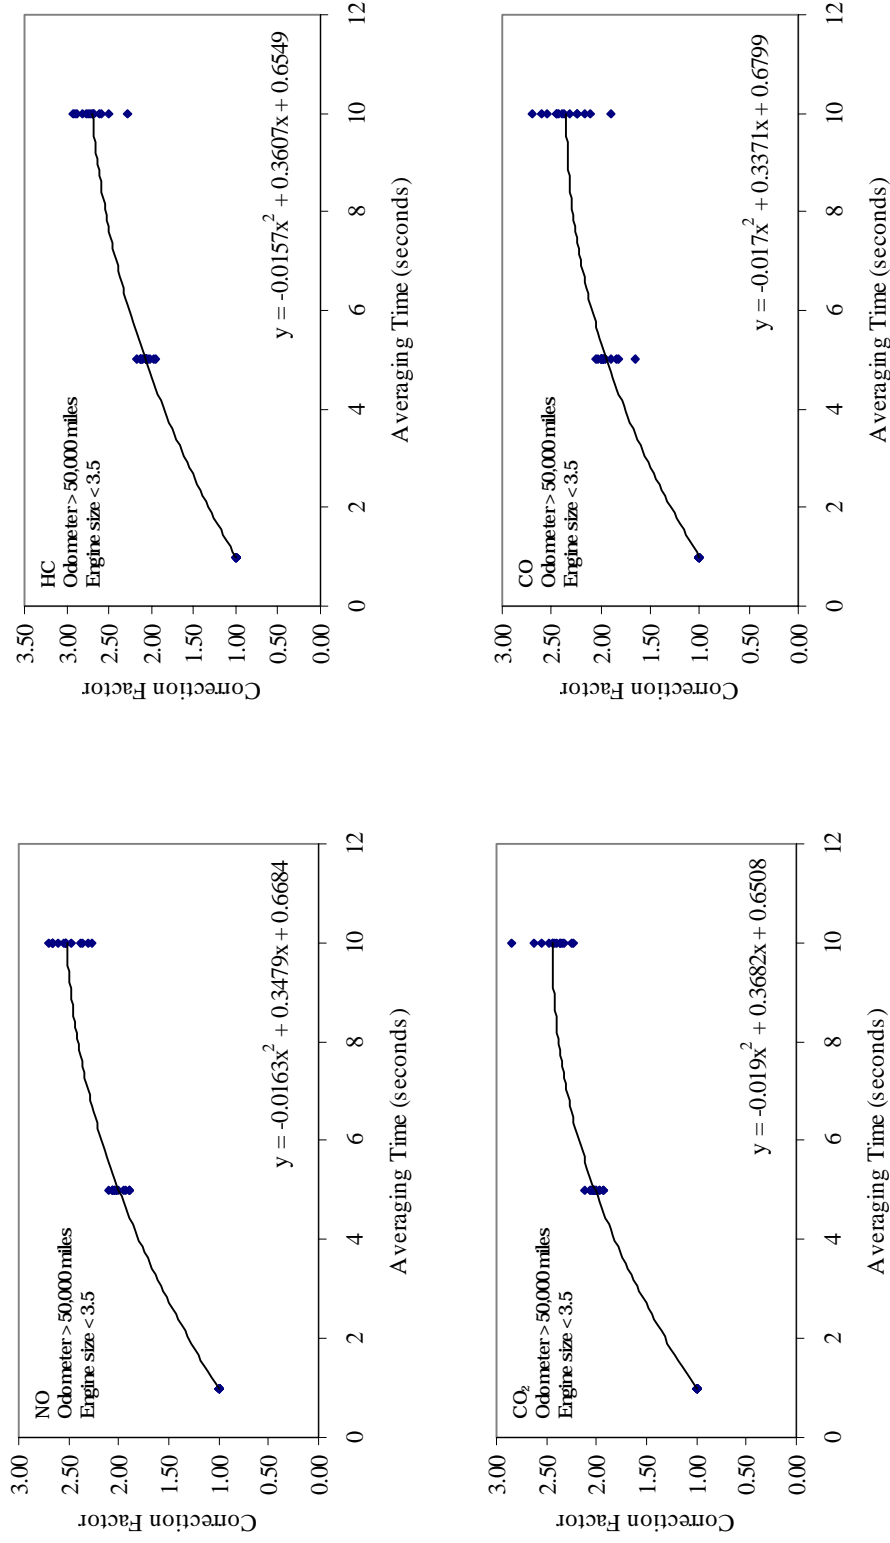 NO
Odometer > 50,000 miles
Engine size < 3.5
y = -0.0163x² + 0.3479x + 0.6684
3.00
2.50
2.00
1.50
1.00
0.50
0.00
0 2 4 6 8 10 12
Averaging Time (seconds)
Correction Factor
HC
Odometer > 50,000 miles
Engine size < 3.5
y = -0.0157x² + 0.3607x + 0.6549
3.50
3.00
2.50
2.00
1.50
1.00
0.50
0.00
0 2 4 6 8 10 12
Averaging Time (seconds)
Correction Factor
CO₂
Odometer > 50,000 miles
Engine size < 3.5
y = -0.019x² + 0.3682x + 0.6508
3.00
2.50
2.00
1.50
1.00
0.50
0.00
0 2 4 6 8 10 12
Averaging Time (seconds)
Correction Factor
CO
Odometer > 50,000 miles
Engine size < 3.5
y = -0.017x² + 0.3371x + 0.6799
3.00
2.50
2.00
1.50
1.00
0.50
0.00
0 2 4 6 8 10 12
Averaging Time (seconds)
Correction Factor